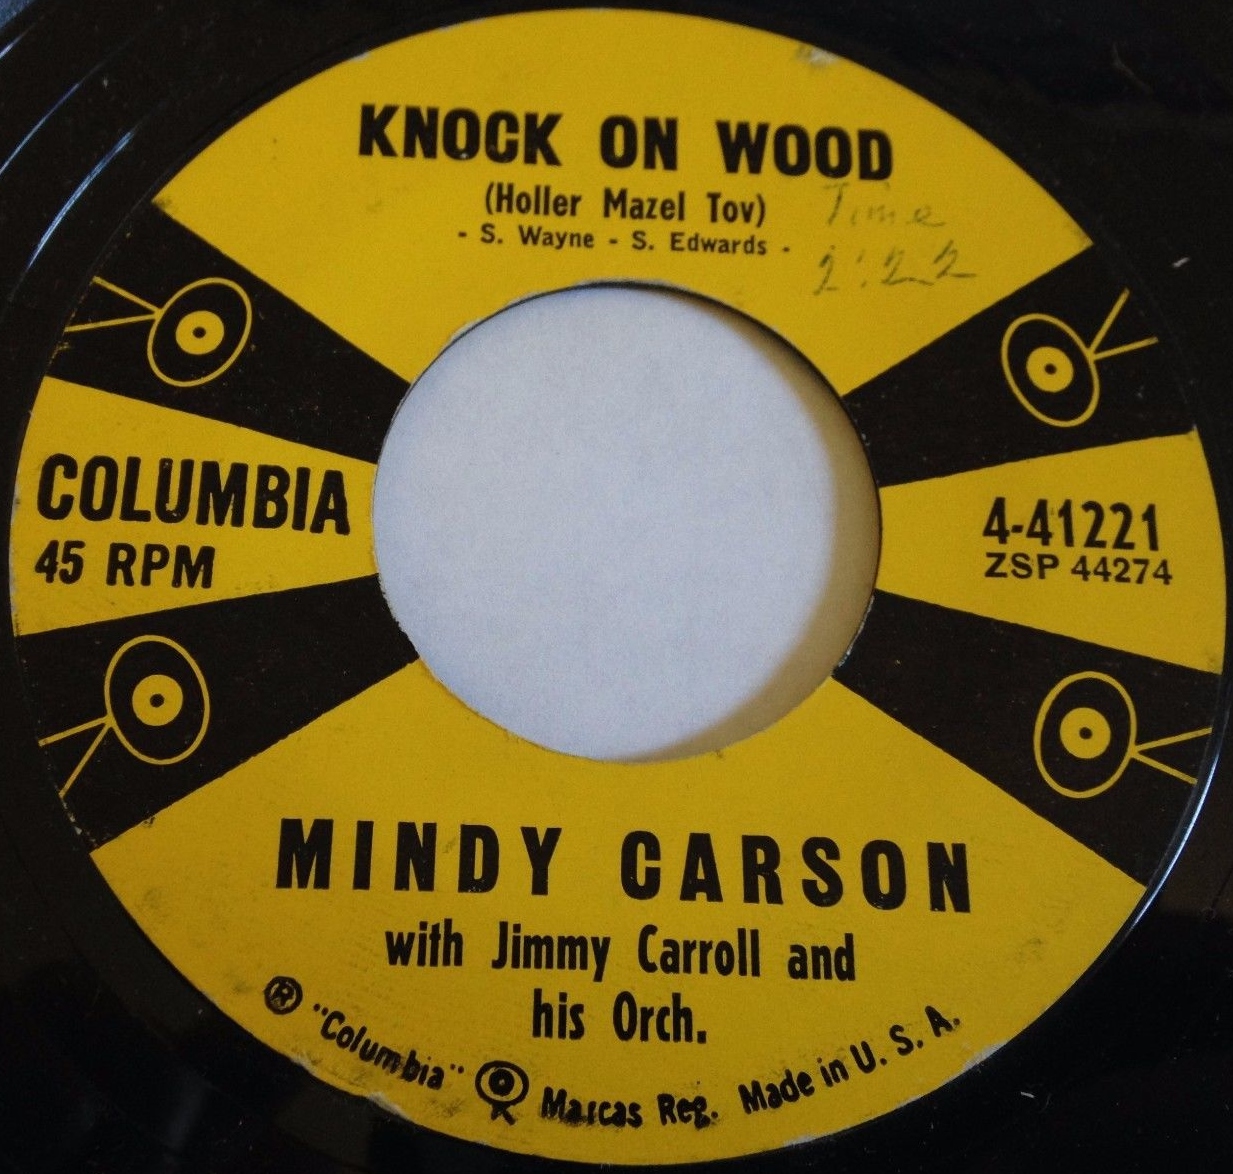 KNOCK ON WOOD
(Holler Mazel Tov)
- S. Wayne - S. Edwards -
Time
2:22
COLUMBIA
45 RPM
4-41221
ZSP 44274
MINDY CARSON
with Jimmy Carroll and
his Orch.
® "Columbia" Marcas Reg. Made in U. S. A.